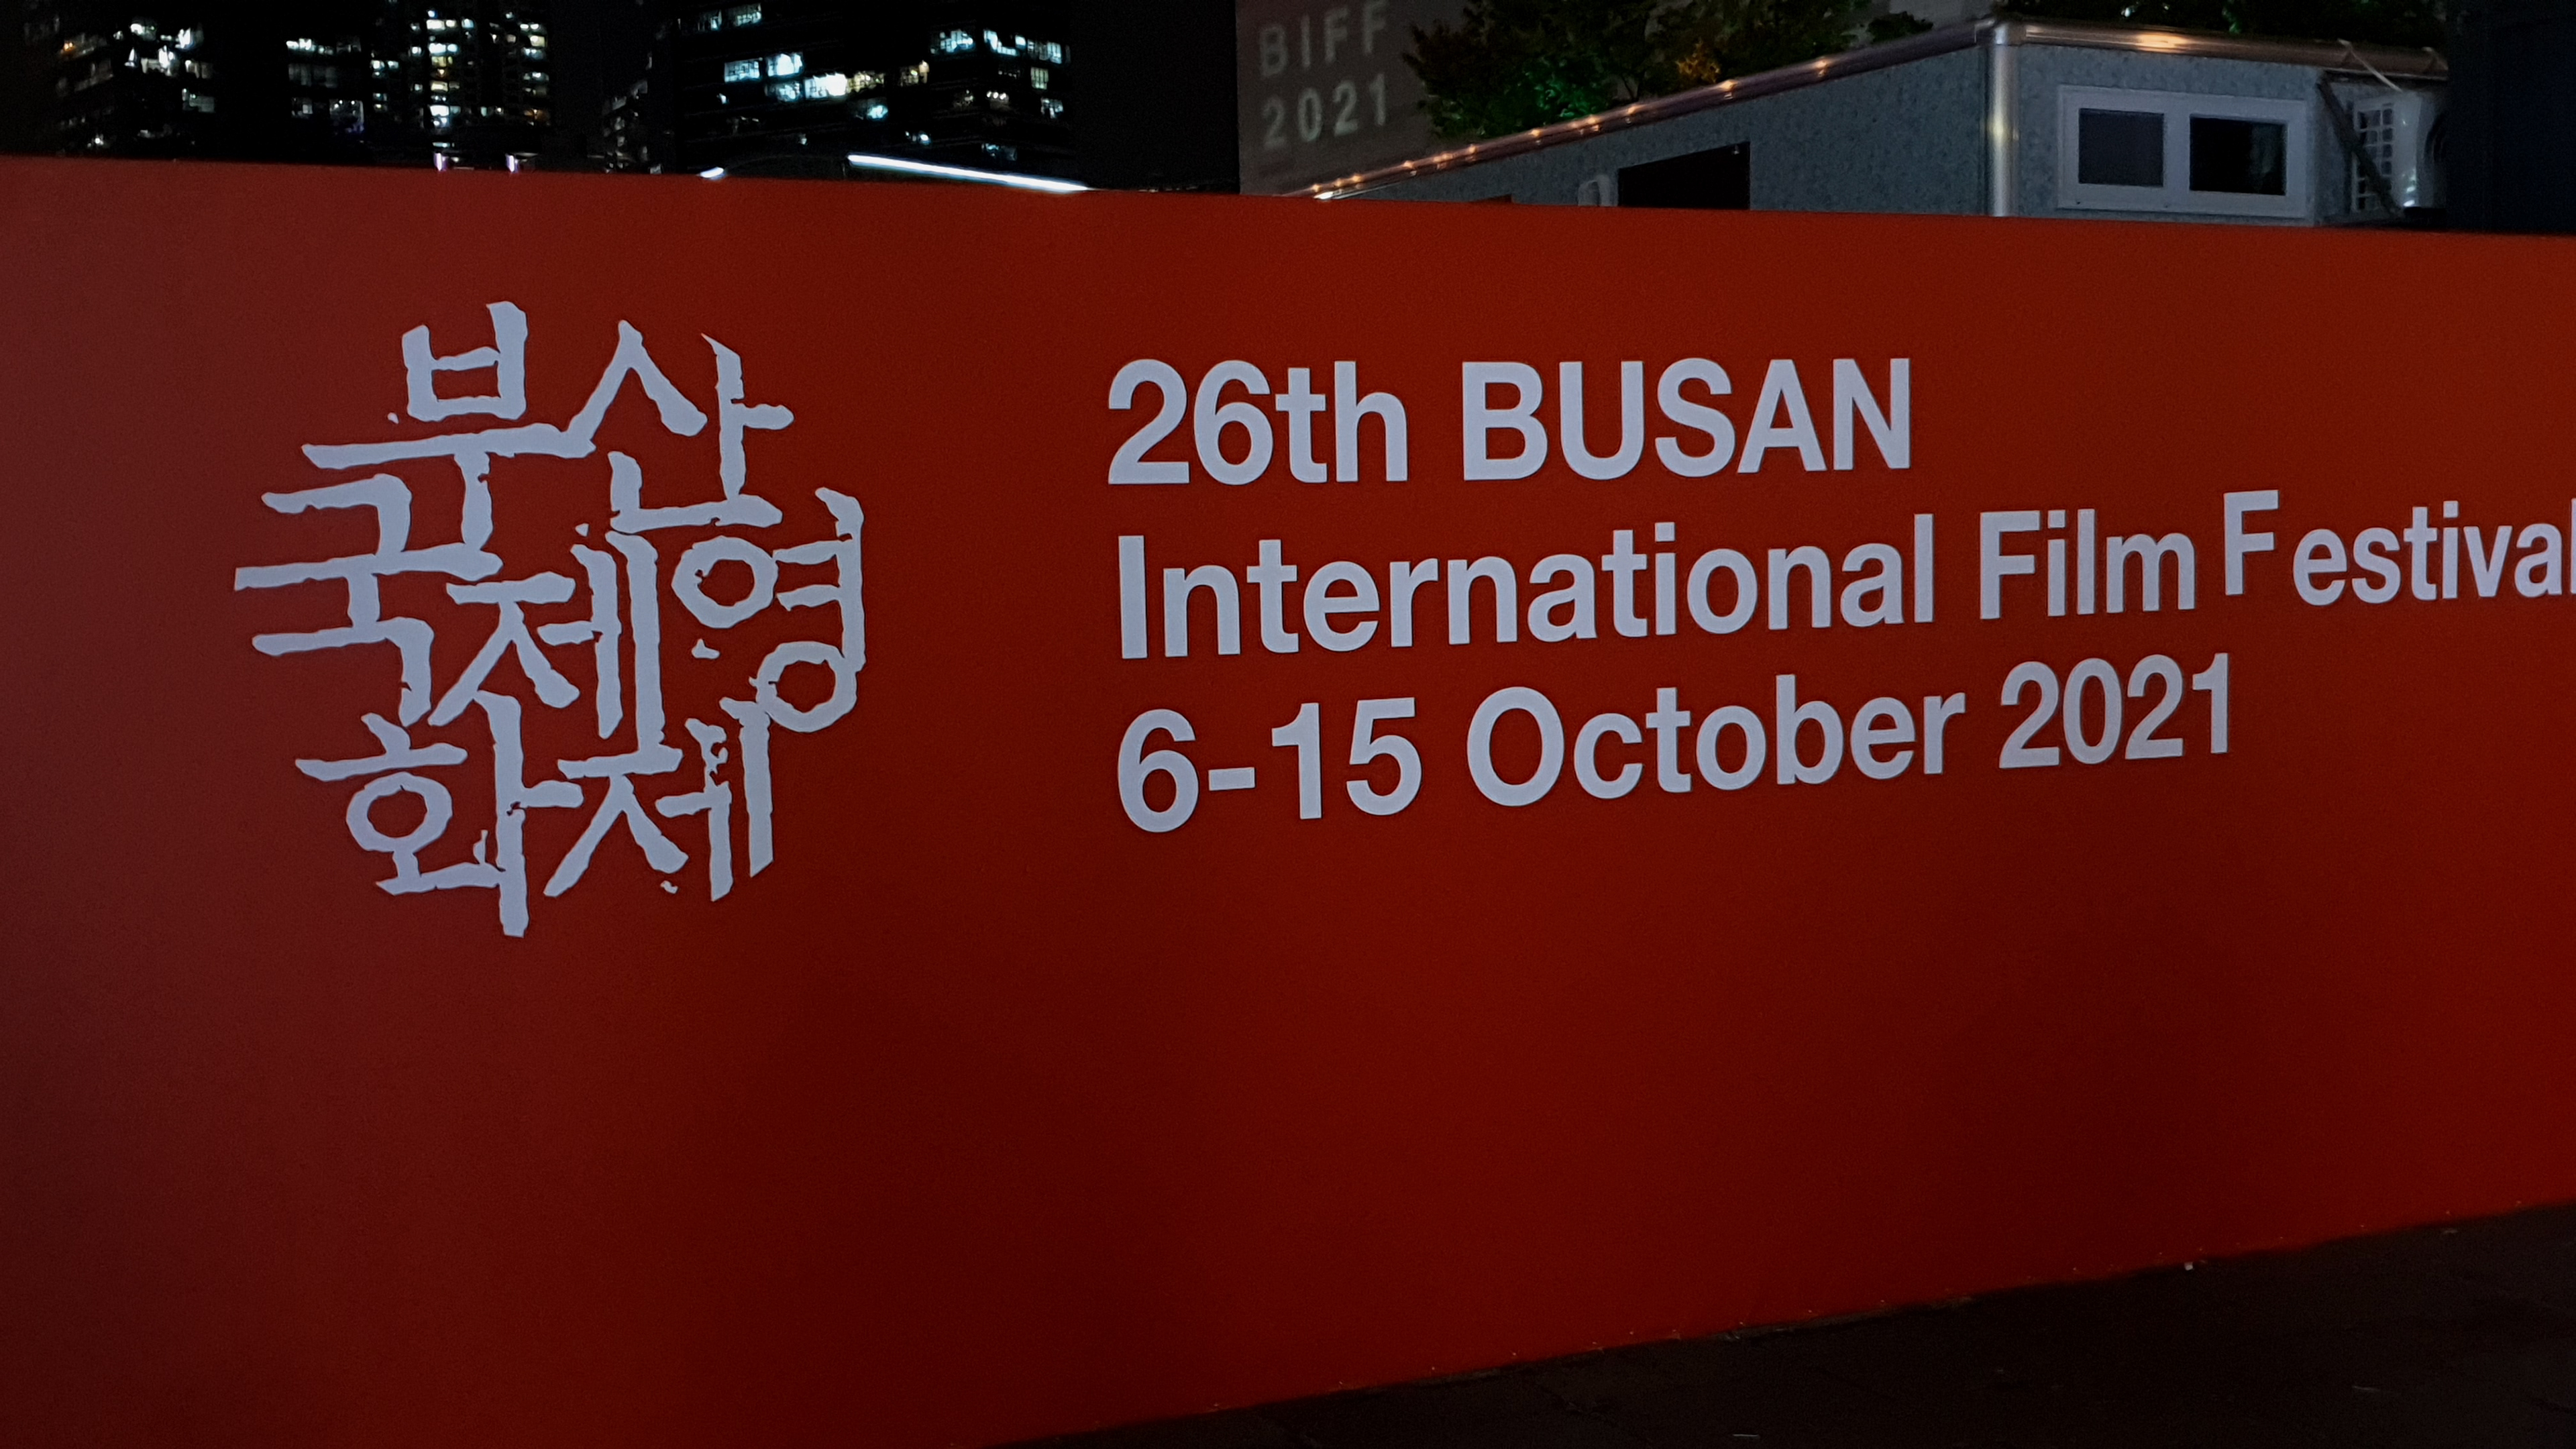 BIFF
2021
부산
국제영
화제
26th BUSAN
International Film Festival
6-15 October 2021